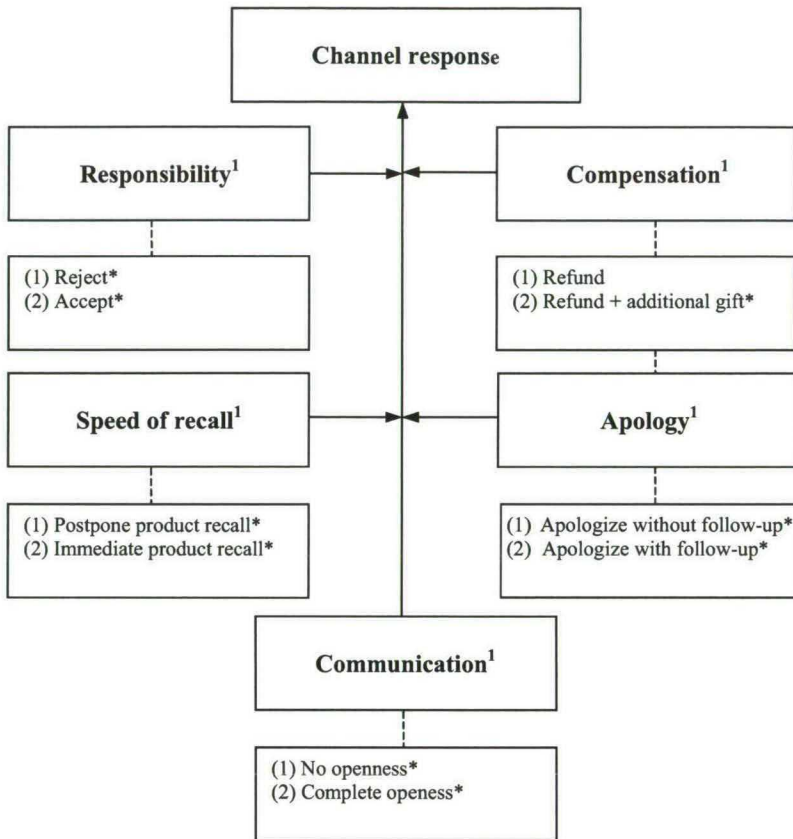 Channel response
Responsibility¹
Compensation¹
(1) Reject*
(2) Accept*
(1) Refund
(2) Refund + additional gift*
Speed of recall¹
Apology¹
(1) Postpone product recall*
(2) Immediate product recall*
(1) Apologize without follow-up*
(2) Apologize with follow-up*
Communication¹
(1) No openness*
(2) Complete openess*